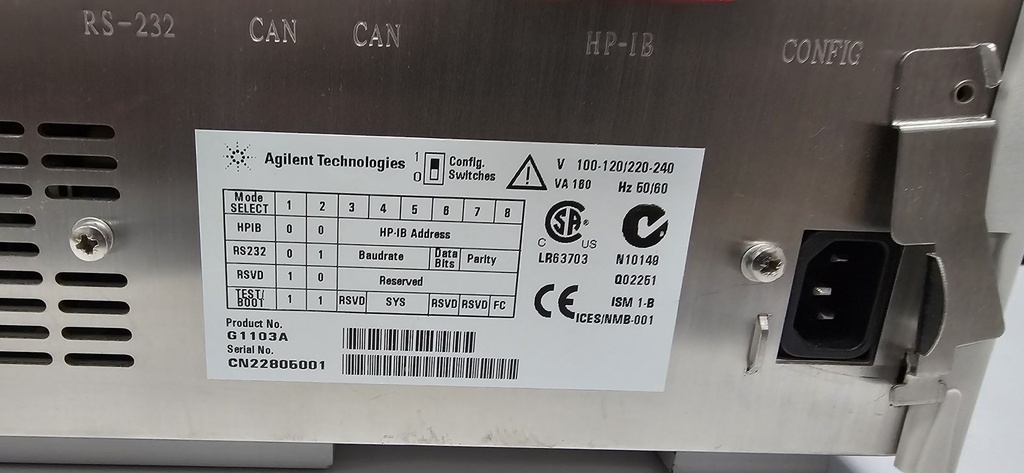 RS-232 CAN CAN HP-IB CONFIG
Agilent Technologies
1
0
Config.
Switches
V 100-120/220-240
VA 180 Hz 50/60
Mode SELECT 1 2 3 4 5 6 7 8
HPIB 0 0 HP-IB Address
RS232 0 1 Baudrate Data Bits Parity
RSVD 1 0 Reserved
TEST/ BOOT 1 1 RSVD SYS RSVD RSVD FC
C US
LR63703
N10149
Q02251
CE
ISM 1-B
ICES/NMB-001
Product No.
G1103A
Serial No.
CN22805001